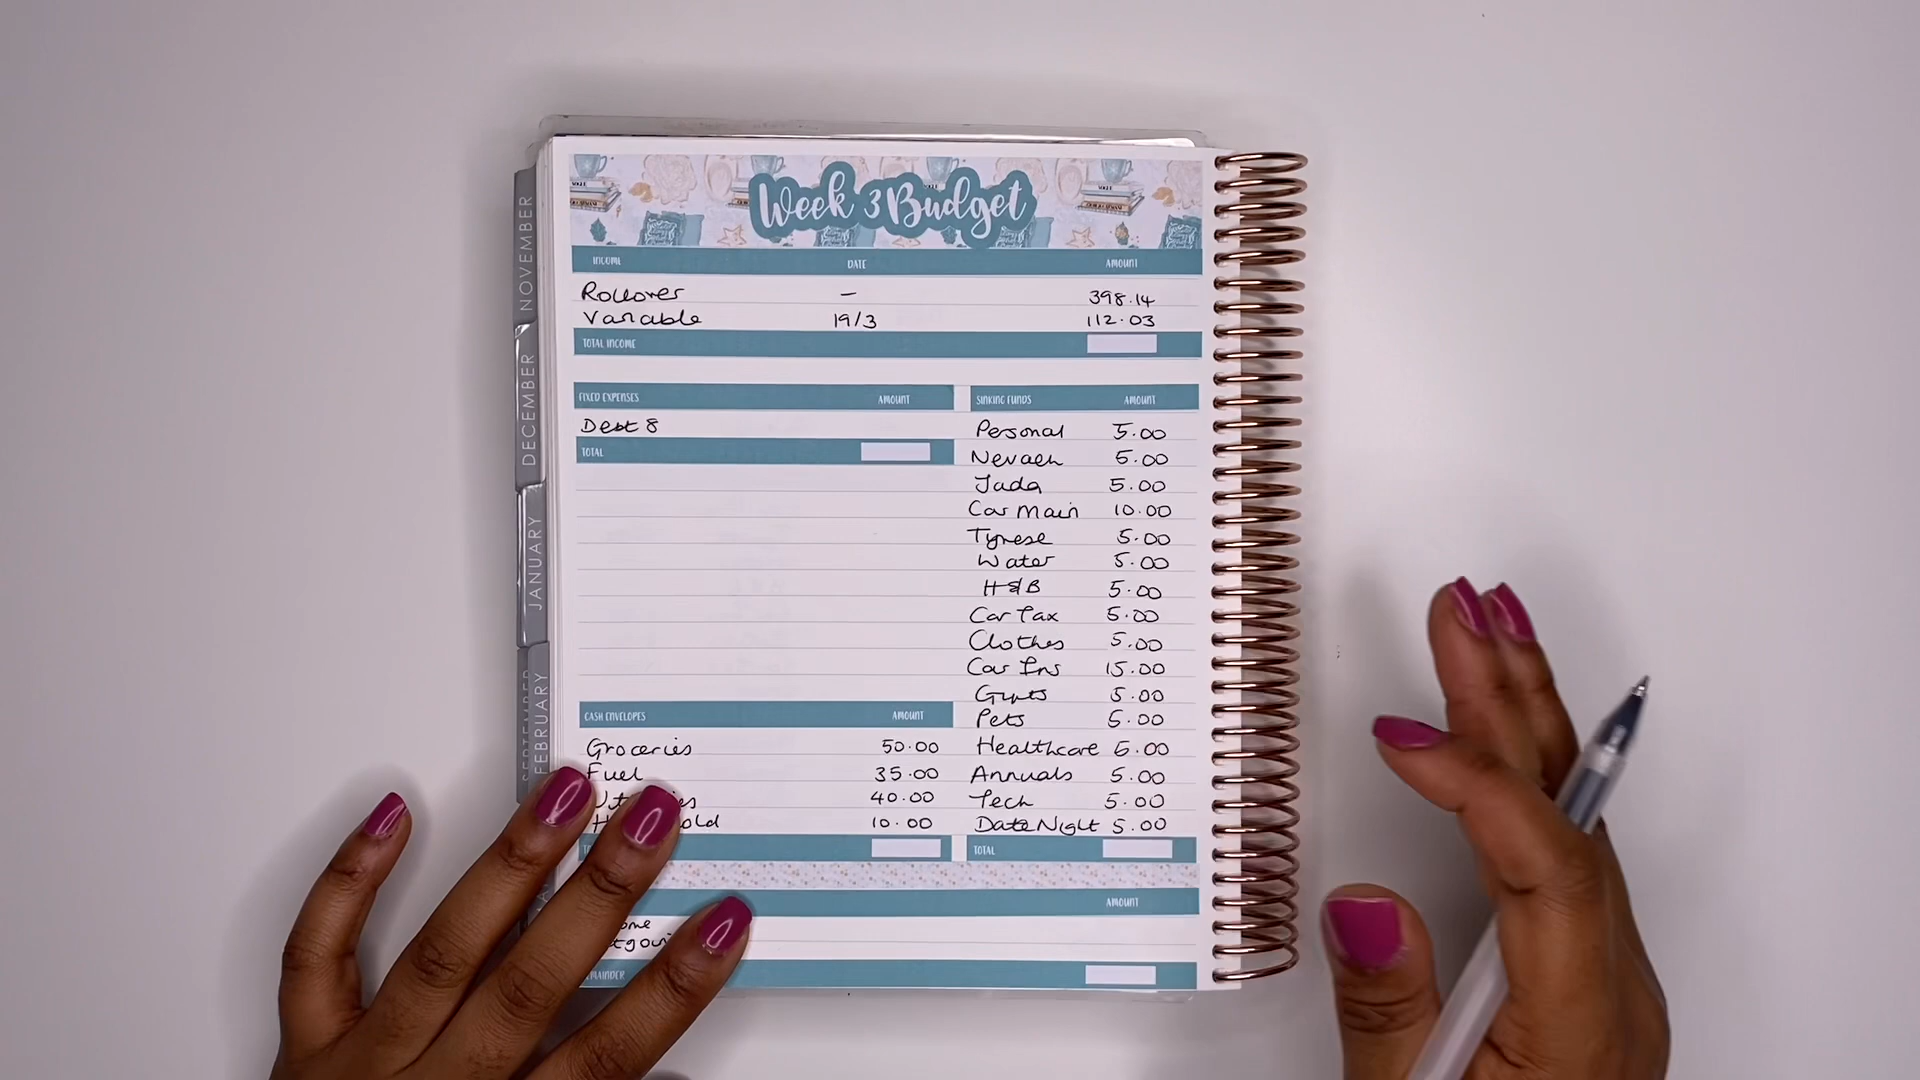 Week 3 Budget
INCOME DATE AMOUNT
Rollover — 398.14
Variable 19/3 112.03
TOTAL INCOME
FIXED EXPENSES AMOUNT
Debt 8
TOTAL
SINKING FUNDS AMOUNT
Personal 5.00
Nevaeh 5.00
Jada 5.00
Car Main 10.00
Tyrese 5.00
Water 5.00
H&B 5.00
Car Tax 5.00
Clothes 5.00
Car Ins 15.00
Gifts 5.00
Pets 5.00
Healthcare 5.00
Annuals 5.00
Tech 5.00
Date Night 5.00
TOTAL
CASH ENVELOPES AMOUNT
Groceries 50.00
Fuel 35.00
40.00
10.00
AMOUNT
NOVEMBER
DECEMBER
JANUARY
FEBRUARY